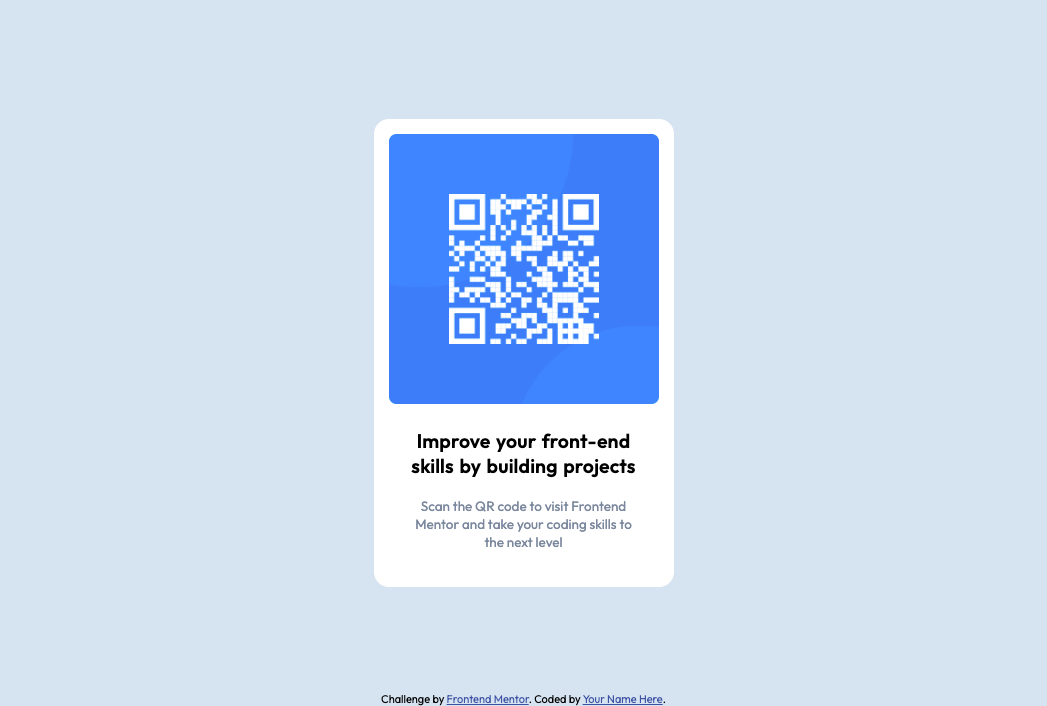 Improve your front-end
skills by building projects
Scan the QR code to visit Frontend
Mentor and take your coding skills to
the next level
Challenge by Frontend Mentor. Coded by Your Name Here.